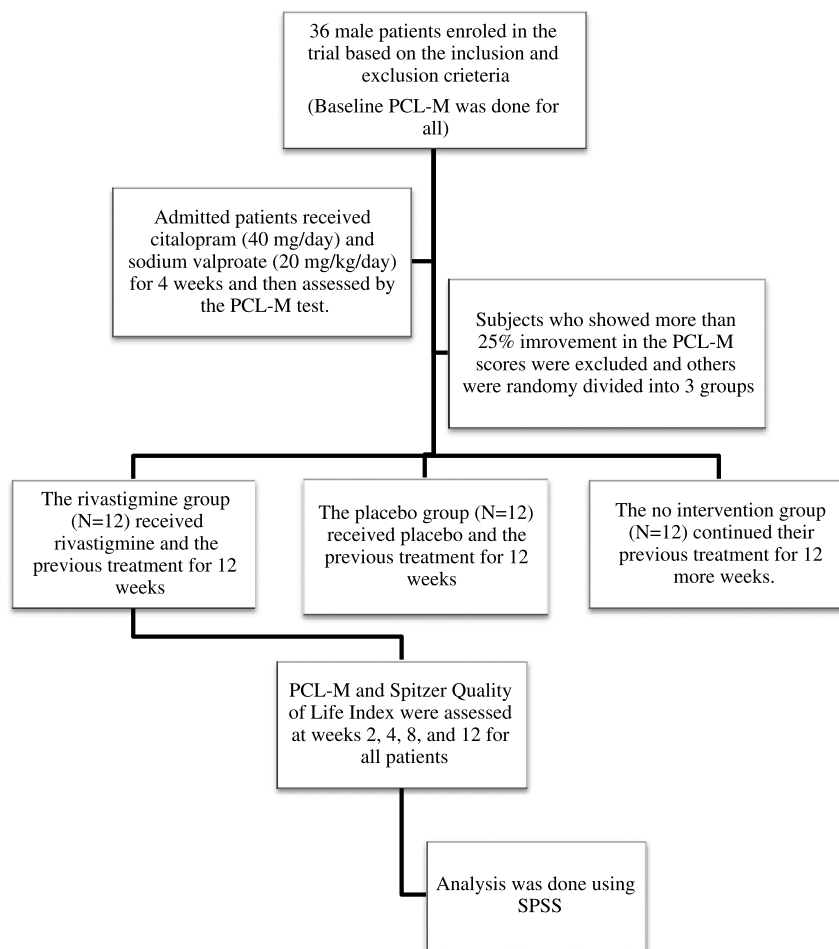 36 male patients enroled in the
trial based on the inclusion and
exclusion crieteria
(Baseline PCL-M was done for
all)
Admitted patients received
citalopram (40 mg/day) and
sodium valproate (20 mg/kg/day)
for 4 weeks and then assessed by
the PCL-M test.
Subjects who showed more than
25% imrovement in the PCL-M
scores were excluded and others
were randomy divided into 3 groups
The rivastigmine group
(N=12) received
rivastigmine and the
previous treatment for 12
weeks
The placebo group (N=12)
received placebo and the
previous treatment for 12
weeks
The no intervention group
(N=12) continued their
previous treatment for 12
more weeks.
PCL-M and Spitzer Quality
of Life Index were assessed
at weeks 2, 4, 8, and 12 for
all patients
Analysis was done using
SPSS